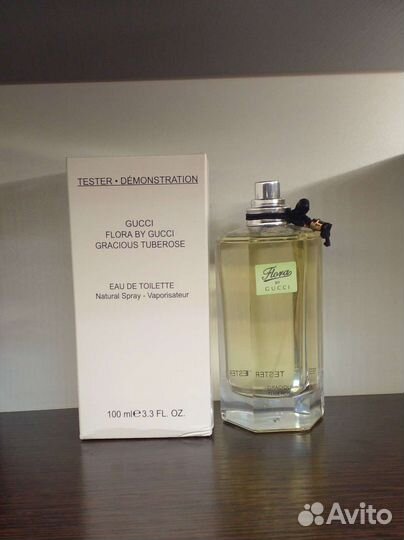 TESTER • DÉMONSTRATION
GUCCI
FLORA BY GUCCI
GRACIOUS TUBEROSE
EAU DE TOILETTE
Natural Spray - Vaporisateur
100 ml℮3.3 FL. OZ.
Flora
BY
GUCCI
TESTER
Avito